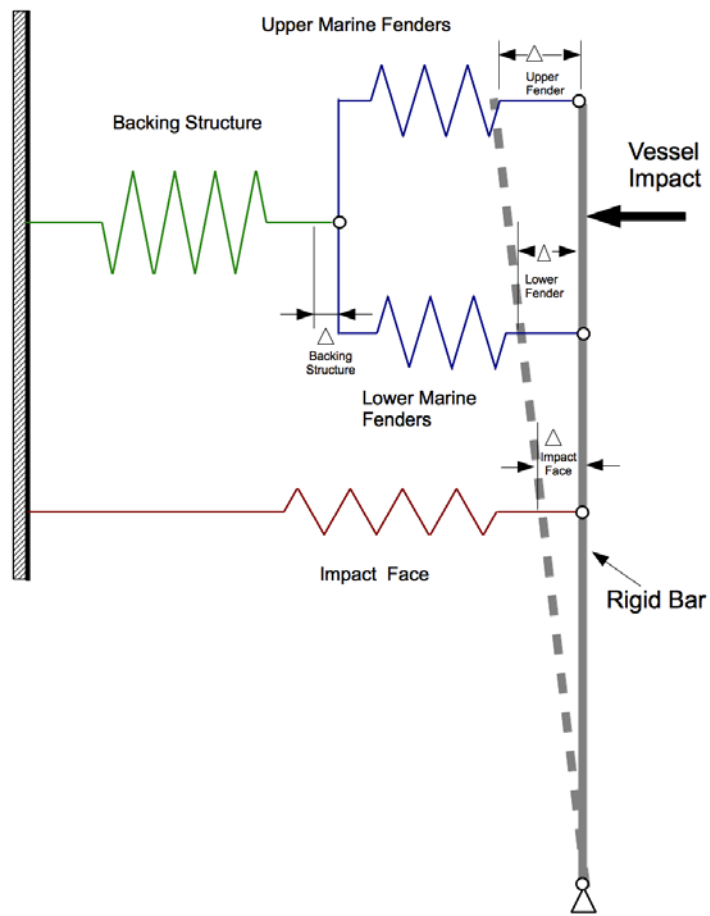 Upper Marine Fenders
△
Upper
Fender
Backing Structure
Vessel
Impact
△
Lower
Fender
△
Backing
Structure
Lower Marine
Fenders
△
Impact
Face
Impact Face
Rigid Bar